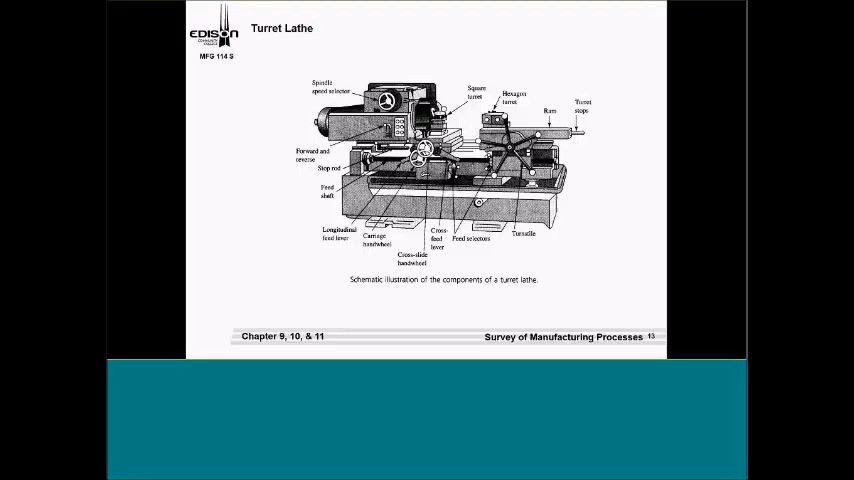 EDISON
COMMUNITY
COLLEGE
MFG 114 S
Turret Lathe
Spindle
speed selector
Square
turret
Hexagon
turret
Ram
Turret
stops
Forward and
reverse
Stop rod
Feed
shaft
Longitudinal
feed lever
Carriage
handwheel
Cross-slide
handwheel
Cross-
feed
lever
Feed selectors
Turnstile
Schematic illustration of the components of a turret lathe.
Chapter 9, 10, & 11
Survey of Manufacturing Processes 13